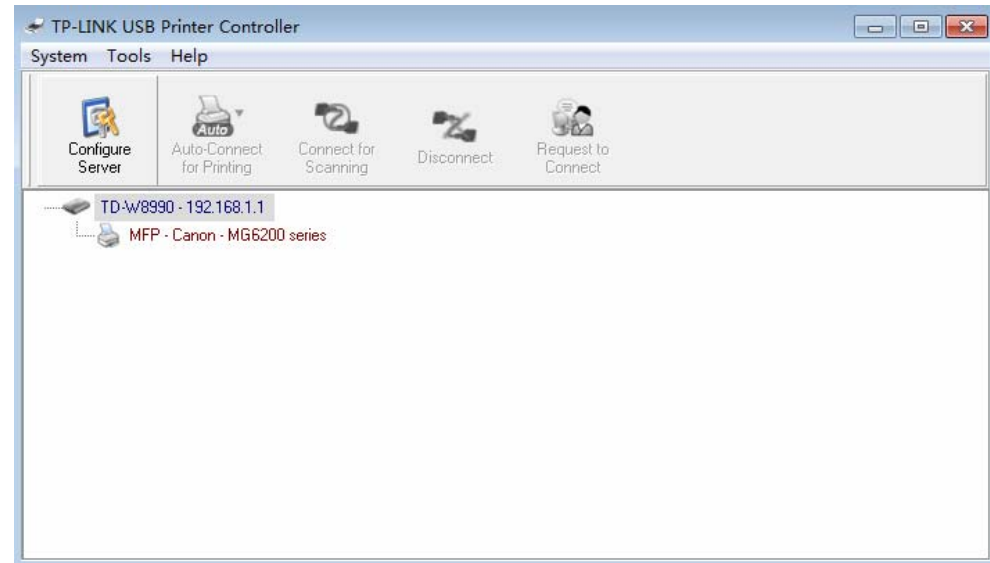 TP-LINK USB Printer Controller
System Tools Help
Auto
Configure Server
Auto-Connect for Printing
Connect for Scanning
Disconnect
Request to Connect
TD-W8990 - 192.168.1.1
MFP - Canon - MG6200 series